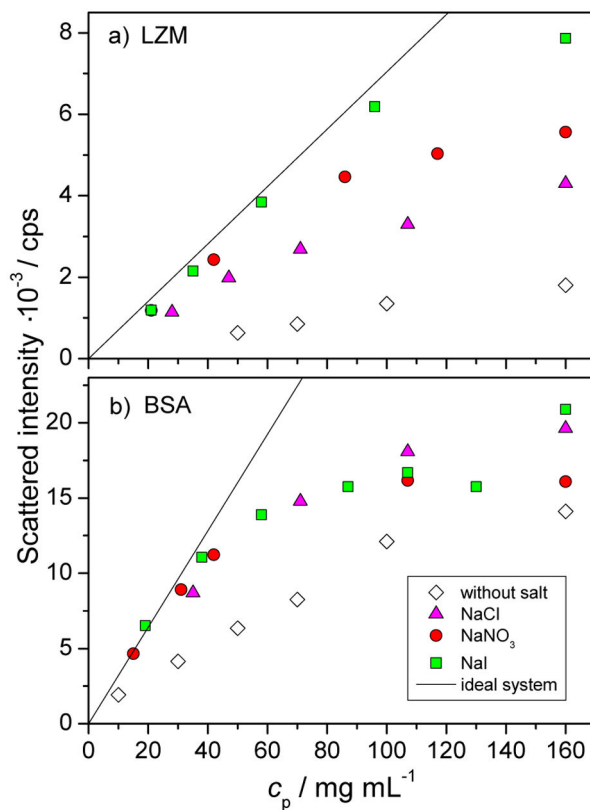 a) LZM
8
6
4
2
0
Scattered intensity ·10⁻³ / cps
b) BSA
20
15
10
5
0
without salt
NaCl
NaNO₃
NaI
ideal system
0 20 40 60 80 100 120 140 160
cₚ / mg mL⁻¹